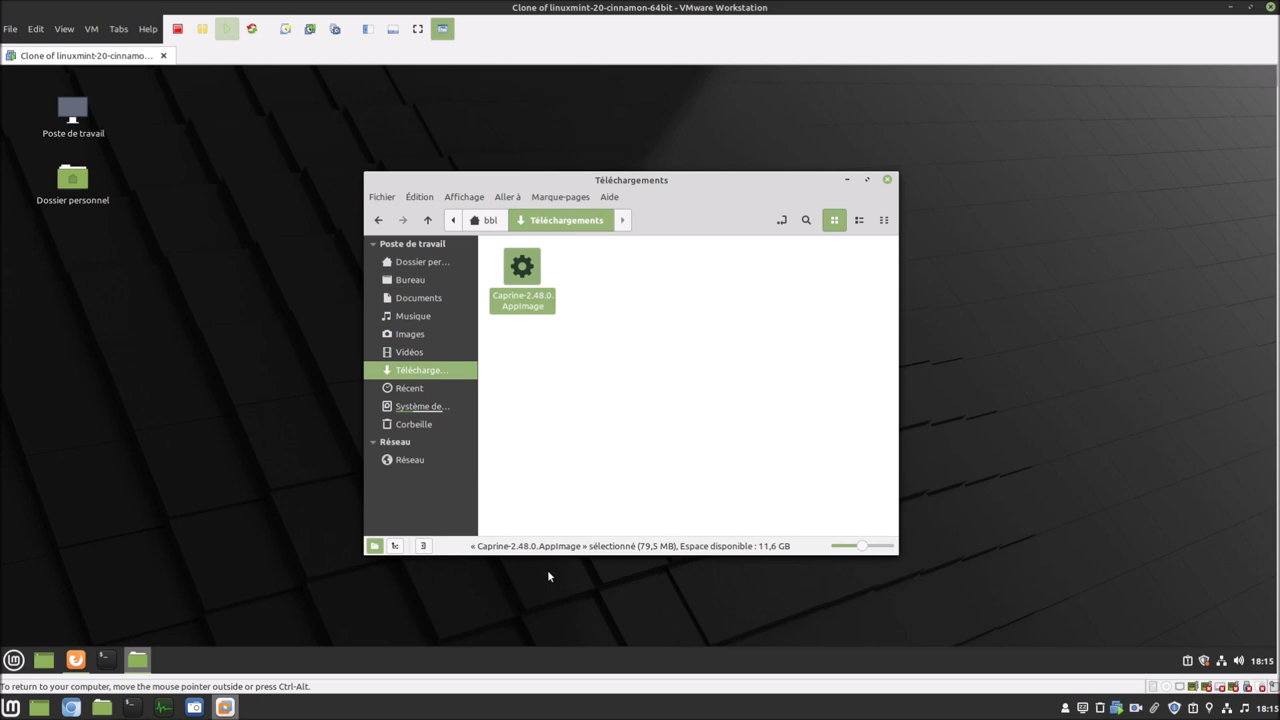 Clone of linuxmint-20-cinnamon-64bit - VMware Workstation
File Edit View VM Tabs Help
Clone of linuxmint-20-cinnamo...
Poste de travail
Dossier personnel
Téléchargements
Fichier Édition Affichage Aller à Marque-pages Aide
bbl Téléchargements
Poste de travail
Dossier per...
Bureau
Documents
Musique
Images
Vidéos
Télécharge...
Récent
Système de...
Corbeille
Réseau
Réseau
Caprine-2.48.0.
AppImage
« Caprine-2.48.0.AppImage » sélectionné (79,5 MB), Espace disponible : 11,6 GB
18:15
To return to your computer, move the mouse pointer outside or press Ctrl-Alt.
18:15